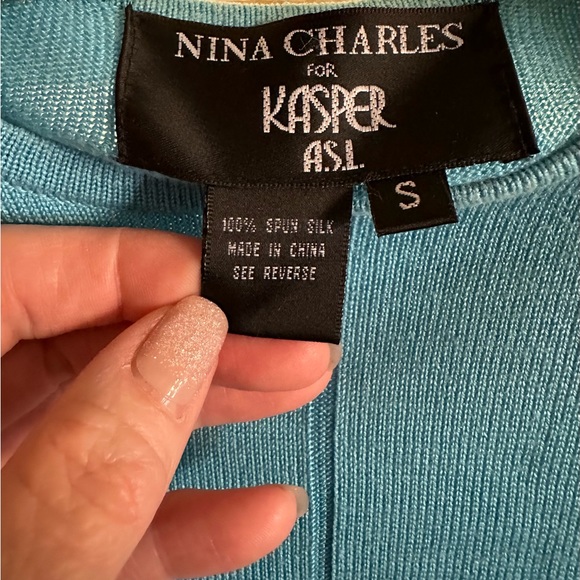 NINA CHARLES
FOR
KASPER
A.S.L.
S
100% SPUN SILK
MADE IN CHINA
SEE REVERSE